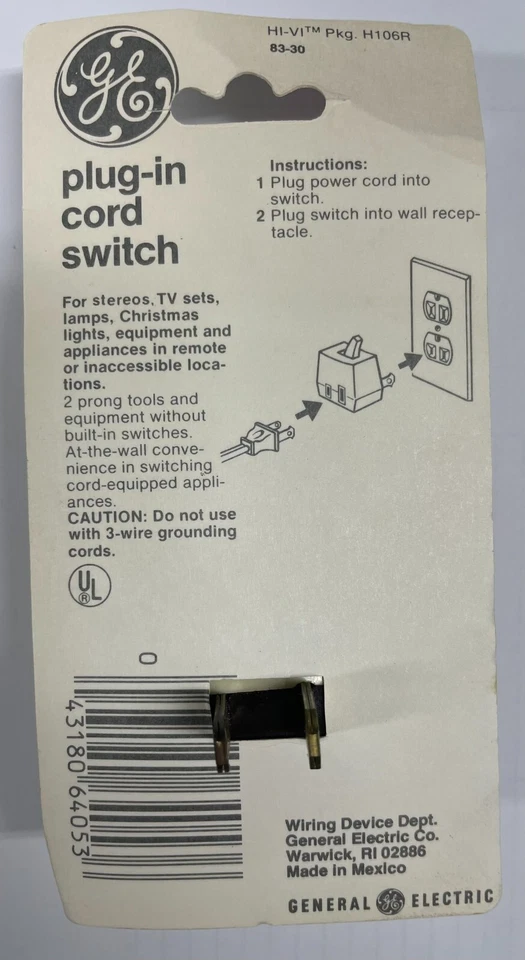 GE
HI-VI™ Pkg. H106R
83-30
plug-in
cord
switch
Instructions:
1 Plug power cord into
switch.
2 Plug switch into wall recep-
tacle.
For stereos, TV sets,
lamps, Christmas
lights, equipment and
appliances in remote
or inaccessible loca-
tions.
2 prong tools and
equipment without
built-in switches.
At-the-wall conve-
nience in switching
cord-equipped appli-
ances.
CAUTION: Do not use
with 3-wire grounding
cords.
UL
®
0
43180 64053
Wiring Device Dept.
General Electric Co.
Warwick, RI 02886
Made in Mexico
GENERAL GE ELECTRIC